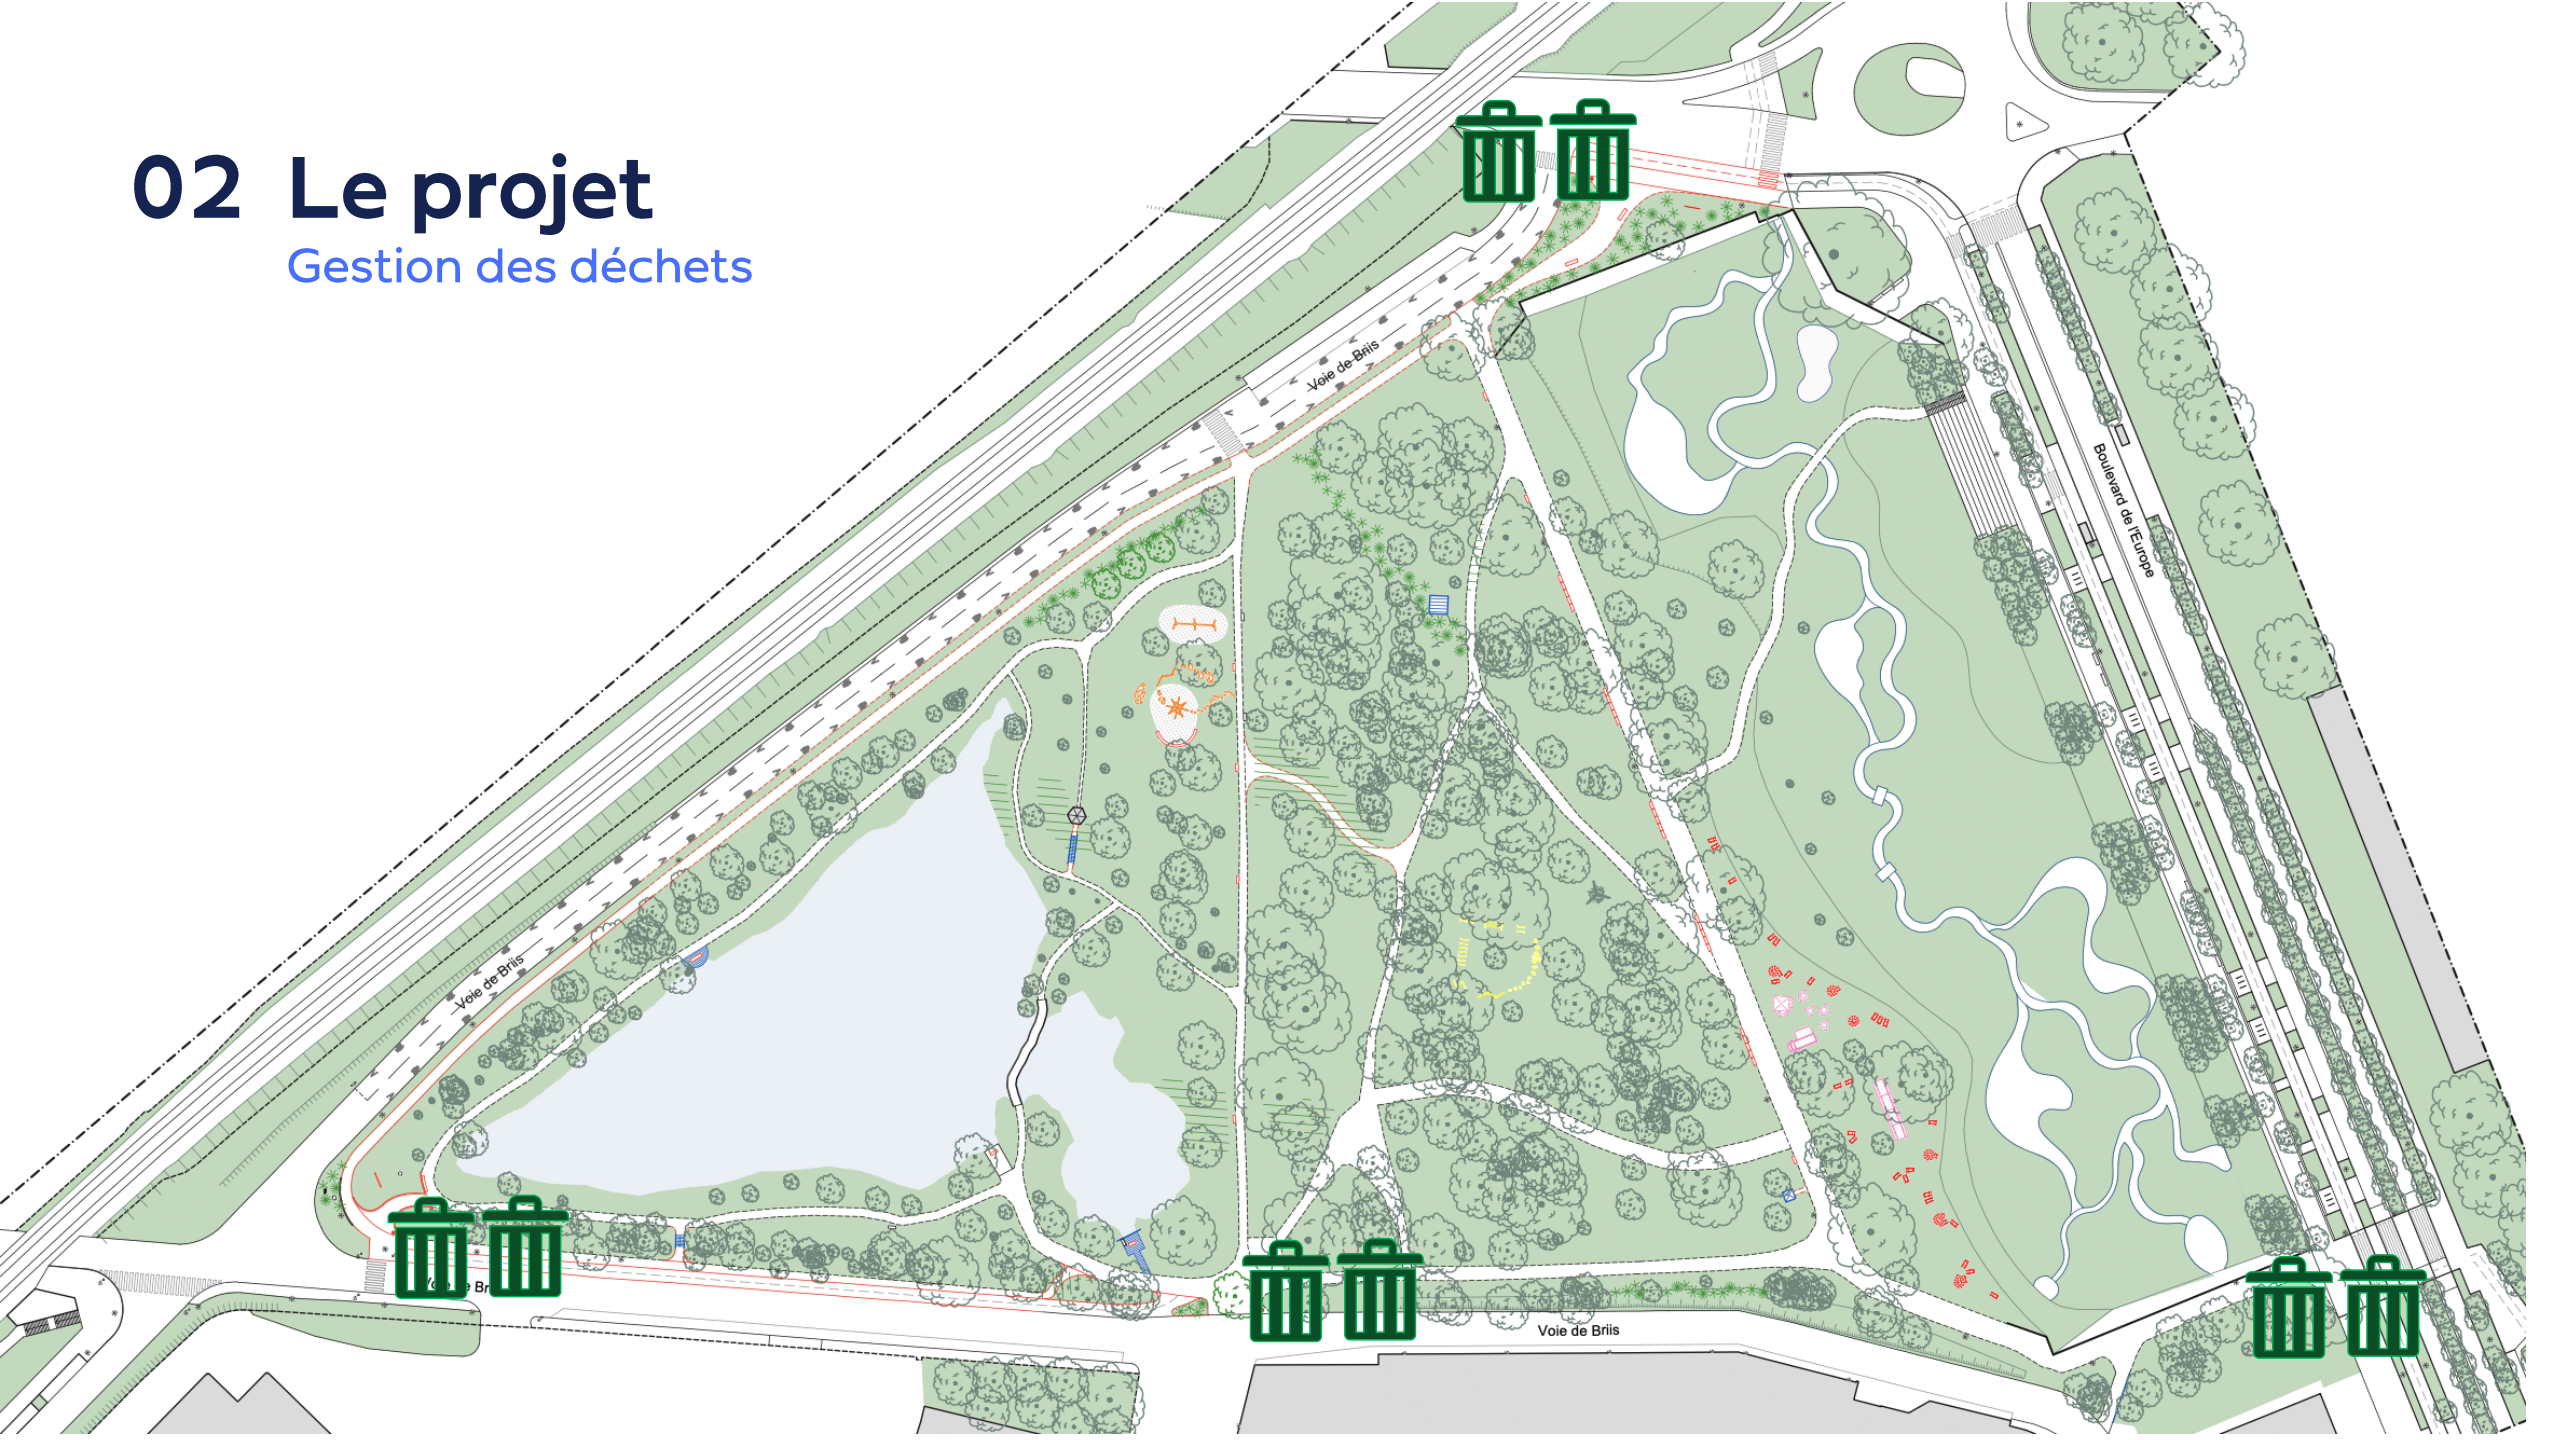 02 Le projet
Gestion des déchets
Voie de Briis
Boulevard de l'Europe
Voie de Briis
Voie de Briis